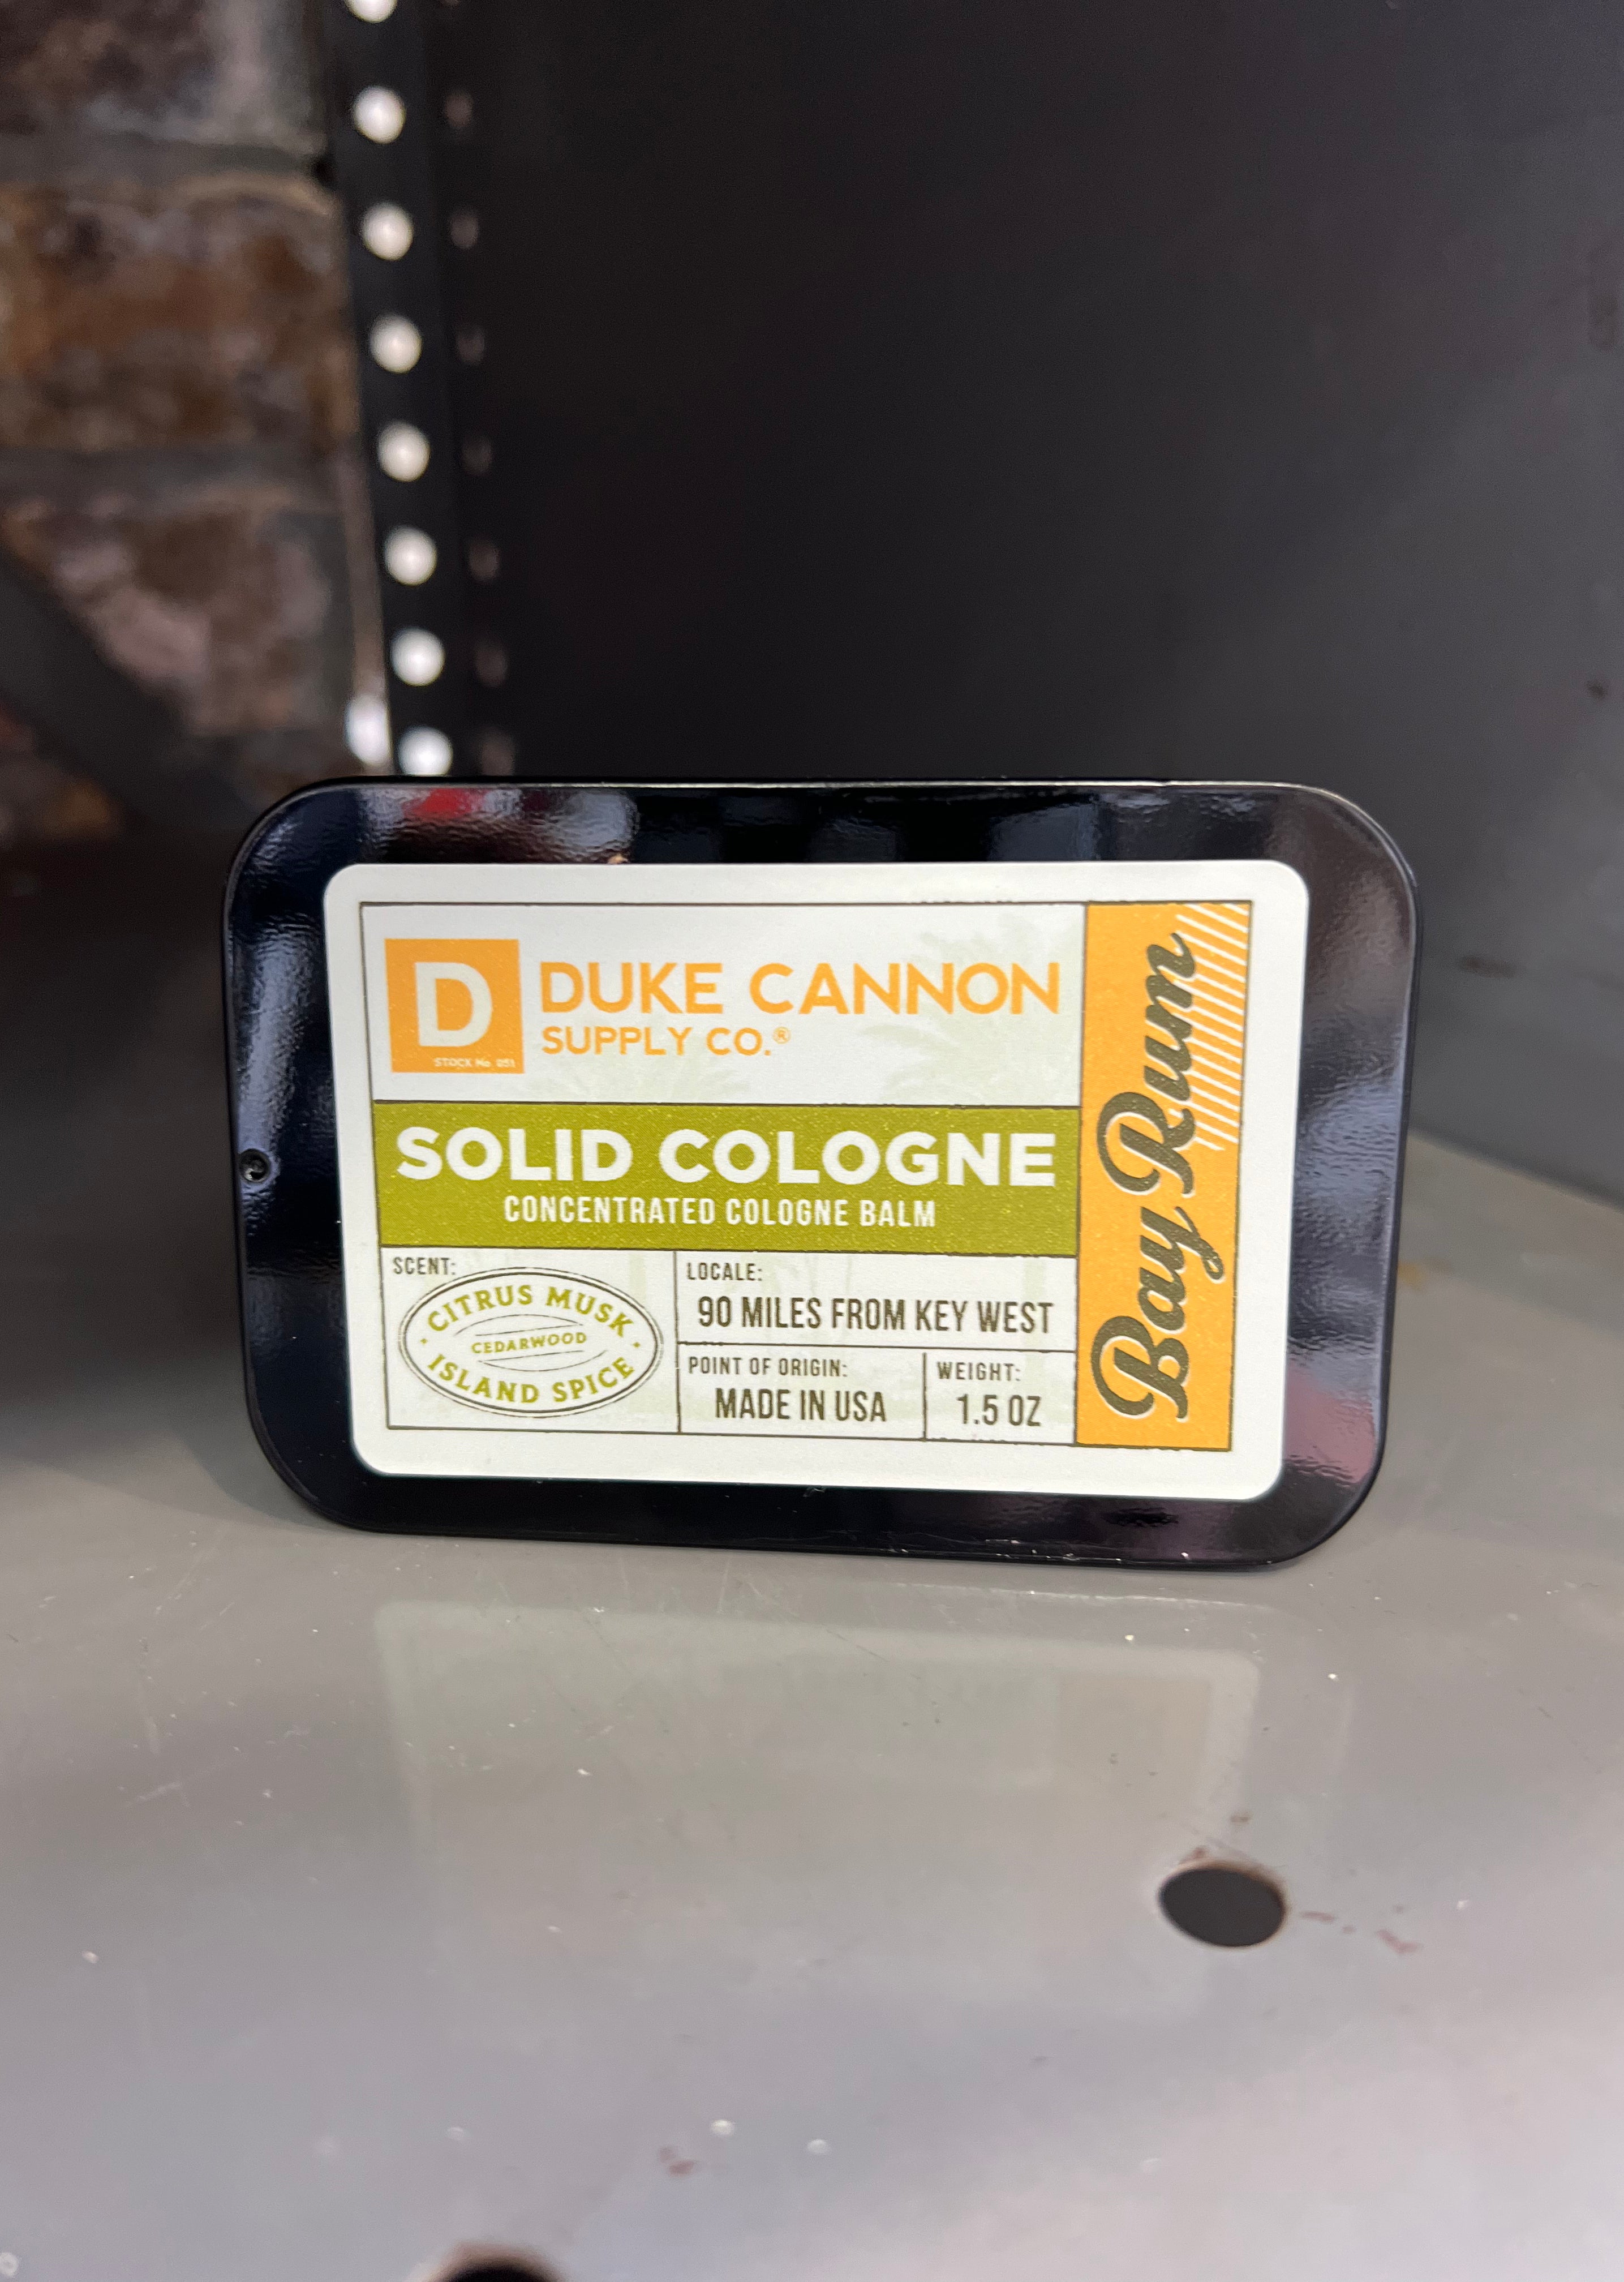 D
STOCK No. 051
DUKE CANNON
SUPPLY CO.®
SOLID COLOGNE
CONCENTRATED COLOGNE BALM
SCENT:
CITRUS MUSK
CEDARWOOD
ISLAND SPICE
LOCALE:
90 MILES FROM KEY WEST
POINT OF ORIGIN:
MADE IN USA
WEIGHT:
1.5 OZ
Bay Rum